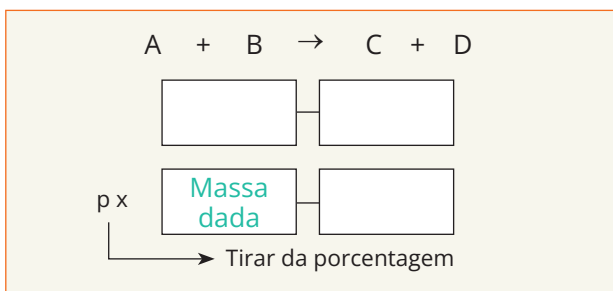 A + B → C + D
Massa
dada
p x
Tirar da porcentagem